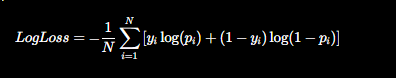 LogLoss = -\frac{1}{N} \sum_{i=1}^{N} [y_i \log(p_i) + (1 - y_i) \log(1 - p_i)]